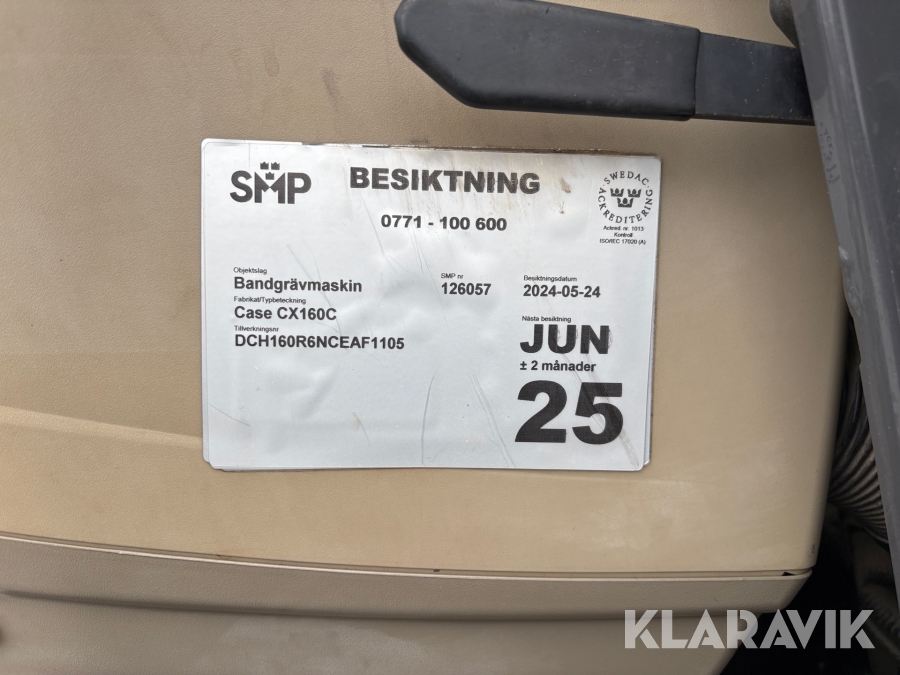 SMP
BESIKTNING
0771 - 100 600
SWEDAC
ACKREDITERING
Ackred. nr. 1013
Kontroll
ISO/IEC 17020 (A)
Objektslag
Bandgrävmaskin
SMP nr
126057
Besiktningsdatum
2024-05-24
Fabrikat/Typbeteckning
Case CX160C
Tillverkningsnr
DCH160R6NCEAF1105
Nästa besiktning
JUN
± 2 månader
25
KLARAVIK